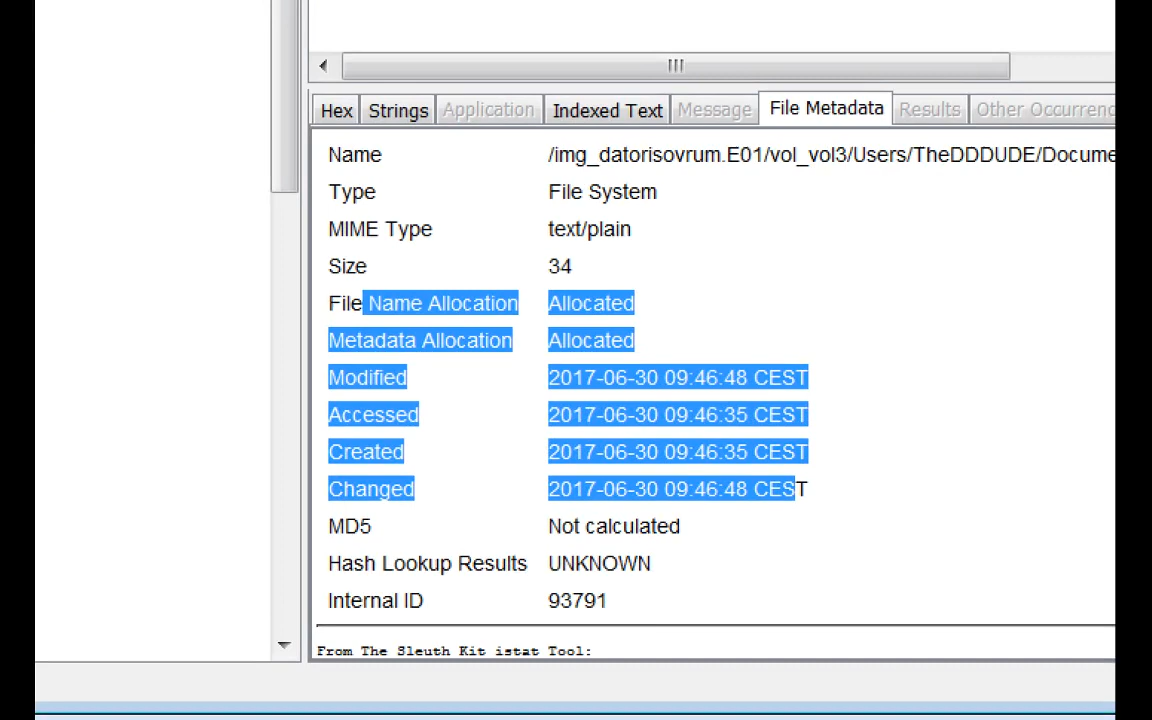 Hex Strings Application Indexed Text Message File Metadata Results Other Occurrenc
Name /img_datorisovrum.E01/vol_vol3/Users/TheDDDUDE/Docume
Type File System
MIME Type text/plain
Size 34
File Name Allocation Allocated
Metadata Allocation Allocated
Modified 2017-06-30 09:46:48 CEST
Accessed 2017-06-30 09:46:35 CEST
Created 2017-06-30 09:46:35 CEST
Changed 2017-06-30 09:46:48 CEST
MD5 Not calculated
Hash Lookup Results UNKNOWN
Internal ID 93791
From The Sleuth Kit istat Tool: